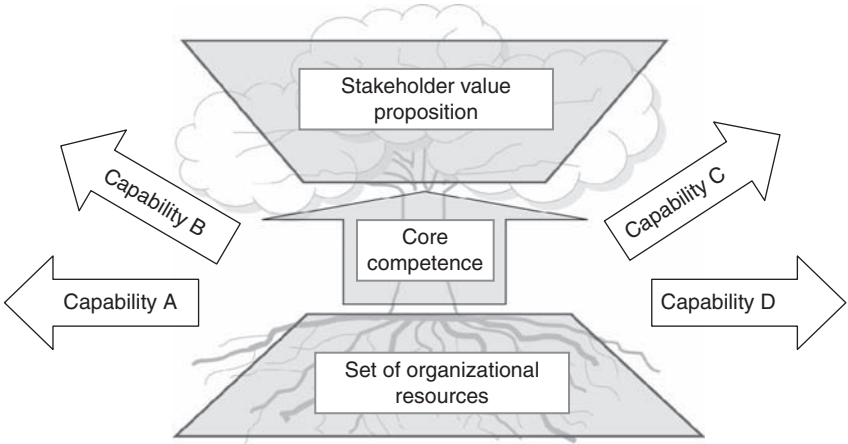 Stakeholder value
proposition
Capability B
Capability C
Core
competence
Capability A
Capability D
Set of organizational
resources